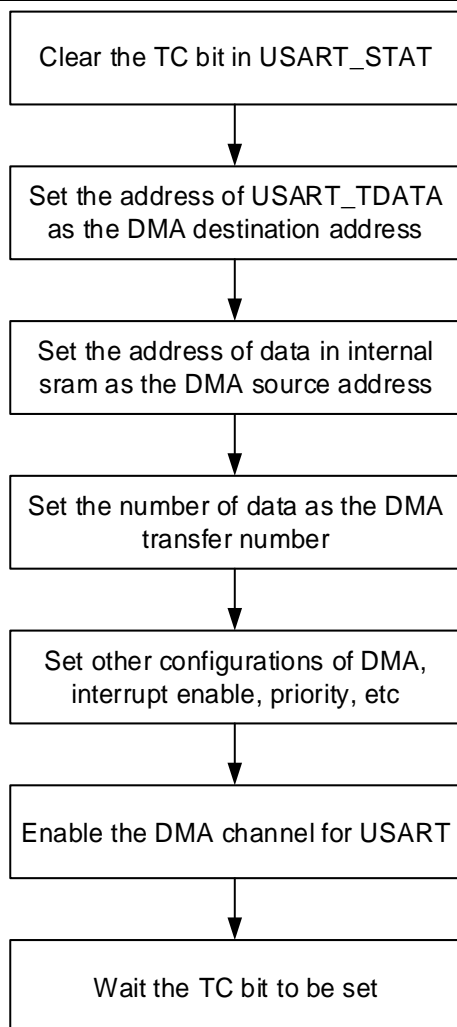 Clear the TC bit in USART_STAT
Set the address of USART_TDATA
as the DMA destination address
Set the address of data in internal
sram as the DMA source address
Set the number of data as the DMA
transfer number
Set other configurations of DMA,
interrupt enable, priority, etc
Enable the DMA channel for USART
Wait the TC bit to be set